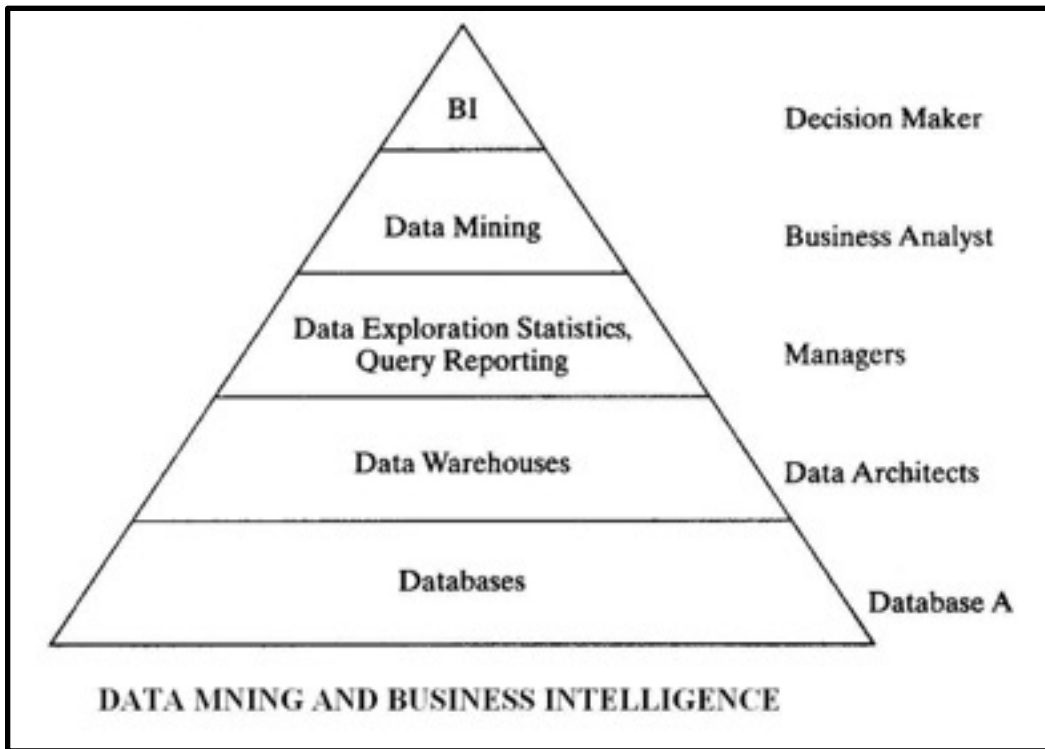 BI
Decision Maker
Data Mining
Business Analyst
Data Exploration Statistics,
Query Reporting
Managers
Data Warehouses
Data Architects
Databases
Database A
DATA MNING AND BUSINESS INTELLIGENCE